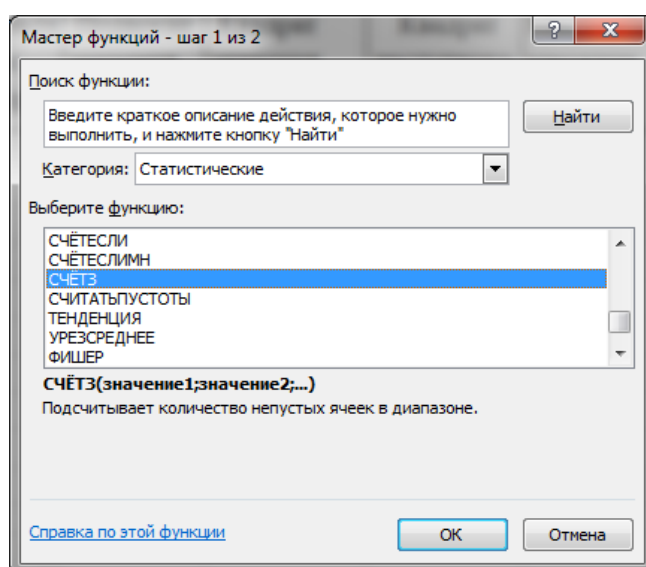 Мастер функций - шаг 1 из 2
Поиск функции:
Введите краткое описание действия, которое нужно
выполнить, и нажмите кнопку "Найти"
Найти
Категория: Статистические
Выберите функцию:
СЧЁТЕСЛИ
СЧЁТЕСЛИМН
СЧЁТЗ
СЧИТАТЬПУСТОТЫ
ТЕНДЕНЦИЯ
УРЕЗСРЕДНЕЕ
ФИШЕР
СЧЁТЗ(значение1;значение2;...)
Подсчитывает количество непустых ячеек в диапазоне.
Справка по этой функции
ОК
Отмена